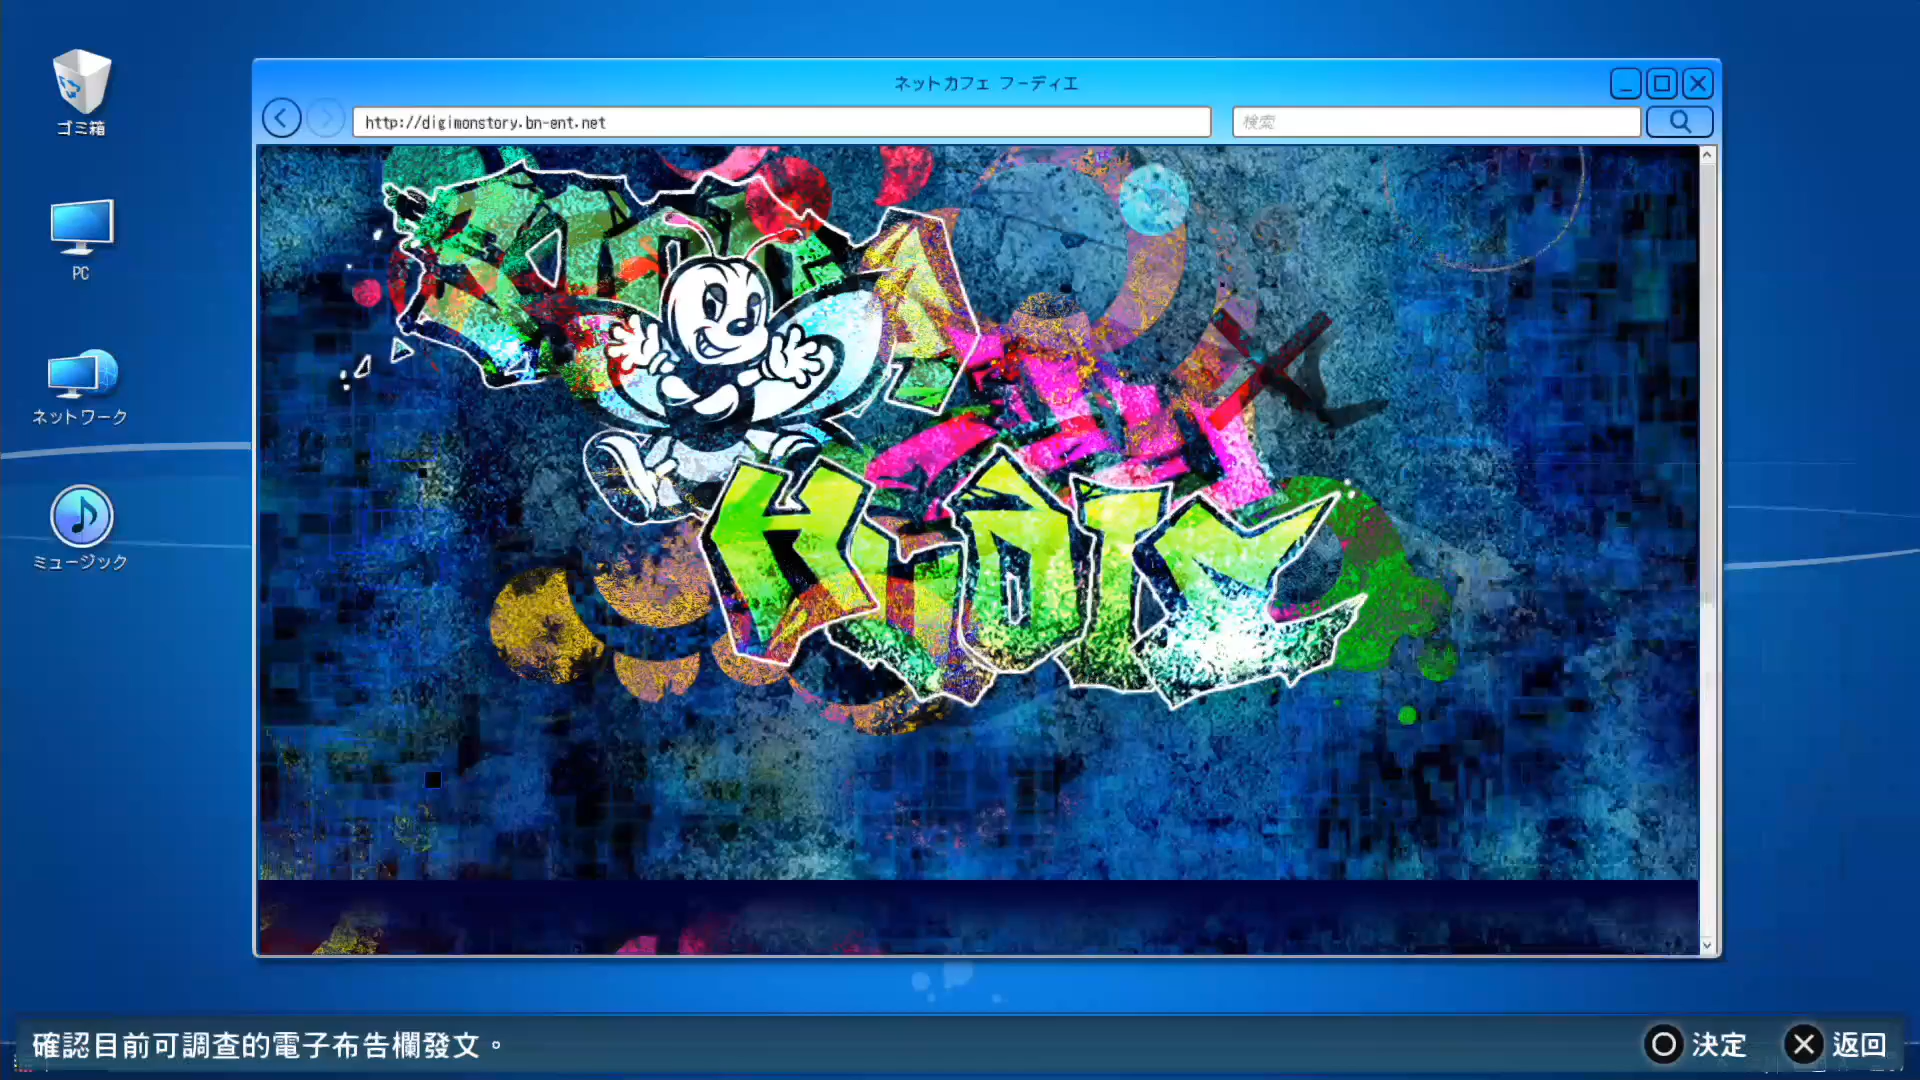 ゴミ箱
PC
ネットワーク
ミュージック
ネットカフェ フーディエ
http://digimonstory.bn-ent.net
検索
確認目前可調查的電子布告欄發文。
決定
返回